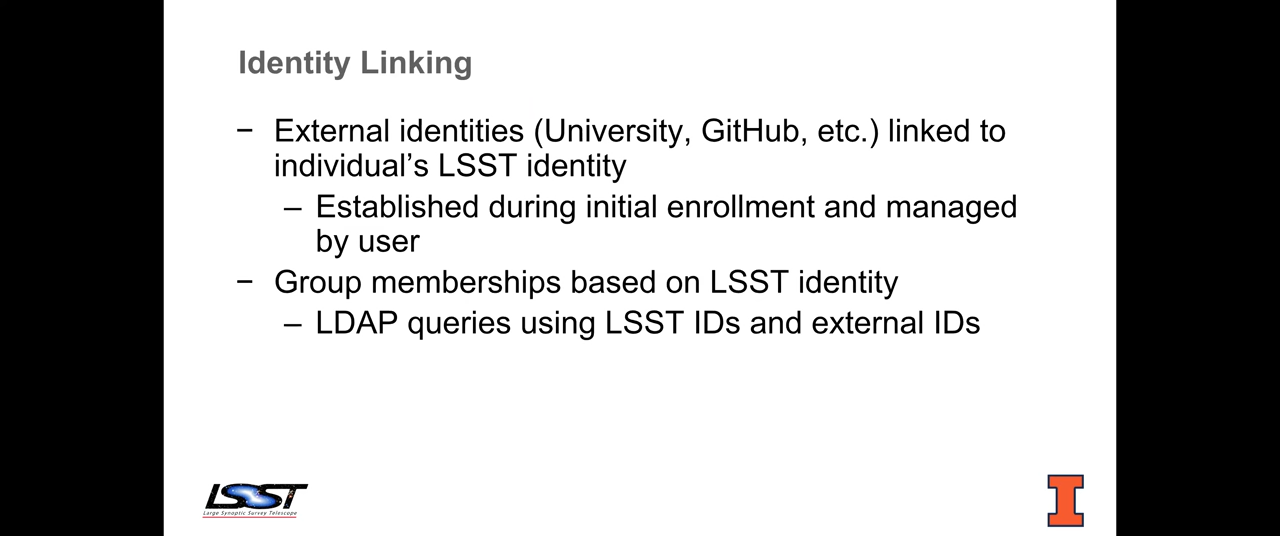 Identity Linking
− External identities (University, GitHub, etc.) linked to
individual’s LSST identity
– Established during initial enrollment and managed
by user
− Group memberships based on LSST identity
– LDAP queries using LSST IDs and external IDs
LSST
Large Synoptic Survey Telescope
I